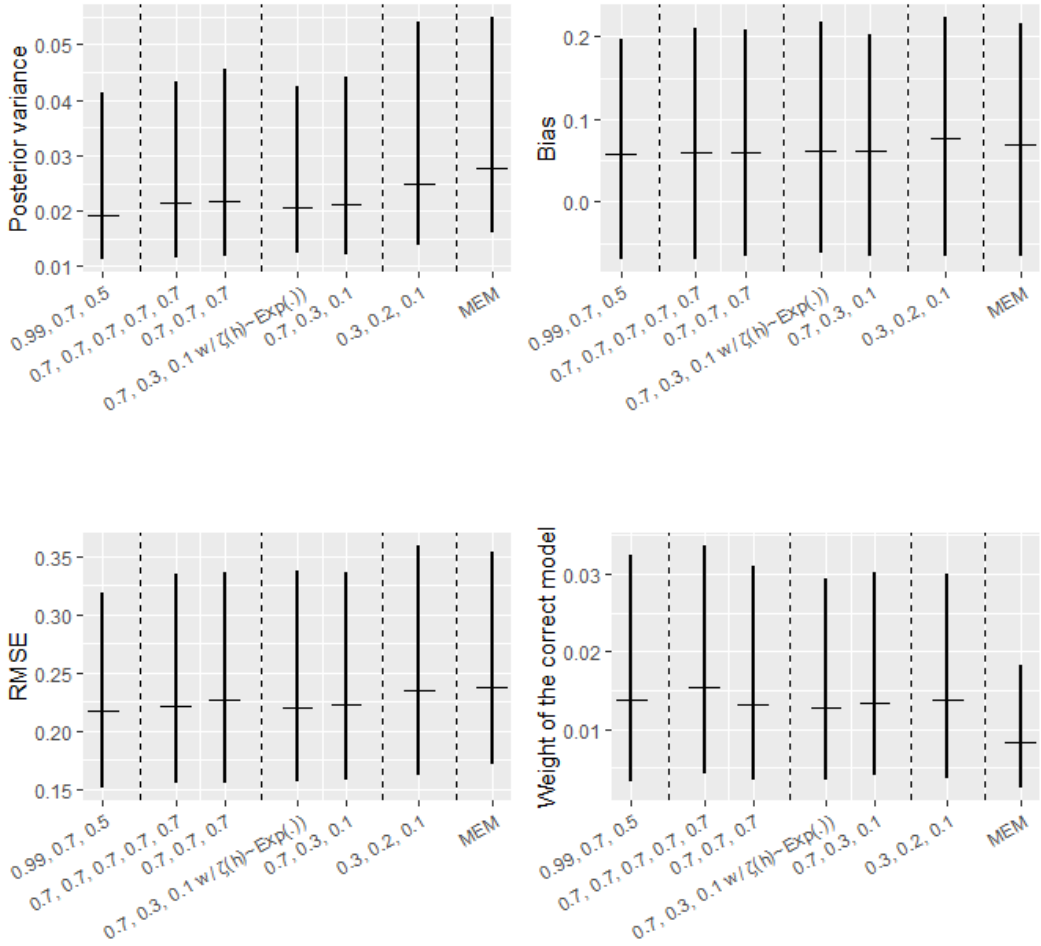 Posterior variance
0.05
0.04
0.03
0.02
0.01
0.99, 0.7, 0.5
0.7, 0.7, 0.7, 0.7, 0.7
0.7, 0.7, 0.7
0.7, 0.3, 0.1 w/ ζ(h)~Exp(·))
0.7, 0.3, 0.1
0.3, 0.2, 0.1
MEM
Bias
0.2
0.1
0.0
0.99, 0.7, 0.5
0.7, 0.7, 0.7, 0.7, 0.7
0.7, 0.7, 0.7
0.7, 0.3, 0.1 w/ ζ(h)~Exp(·))
0.7, 0.3, 0.1
0.3, 0.2, 0.1
MEM
RMSE
0.35
0.30
0.25
0.20
0.15
0.99, 0.7, 0.5
0.7, 0.7, 0.7, 0.7, 0.7
0.7, 0.7, 0.7
0.7, 0.3, 0.1 w/ ζ(h)~Exp(·))
0.7, 0.3, 0.1
0.3, 0.2, 0.1
MEM
Weight of the correct model
0.03
0.02
0.01
0.99, 0.7, 0.5
0.7, 0.7, 0.7, 0.7, 0.7
0.7, 0.7, 0.7
0.7, 0.3, 0.1 w/ ζ(h)~Exp(·))
0.7, 0.3, 0.1
0.3, 0.2, 0.1
MEM